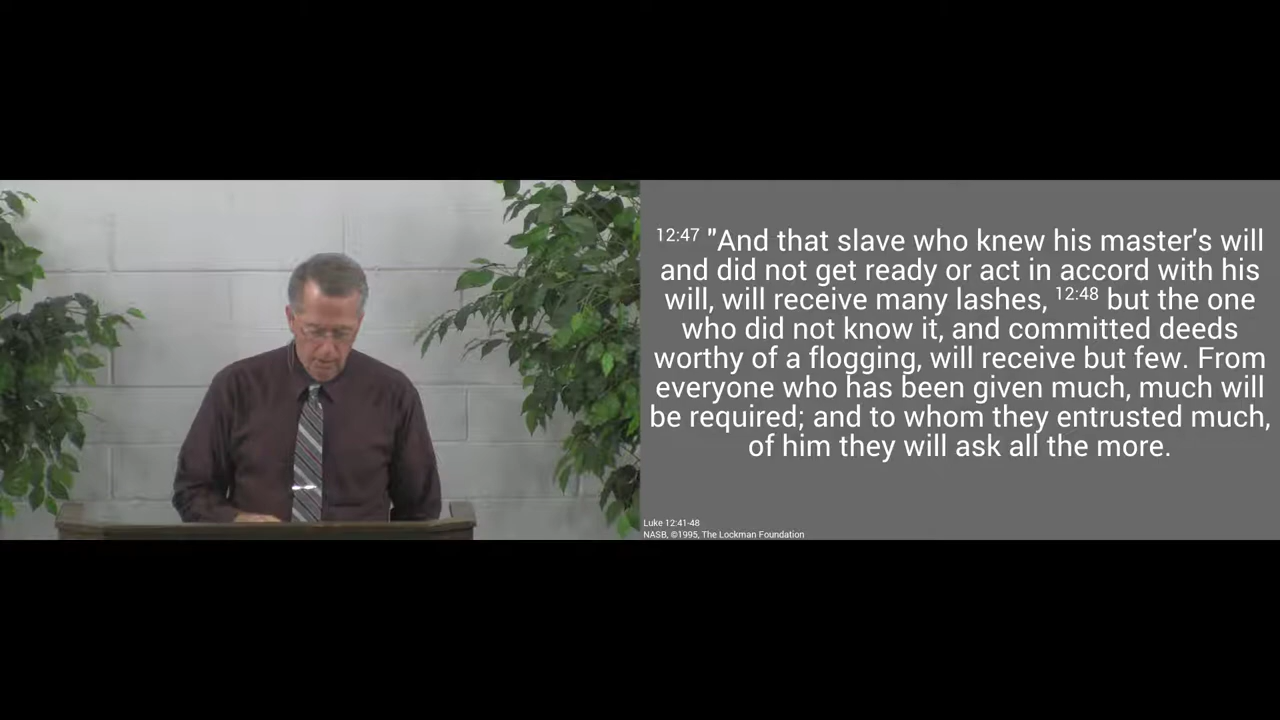 12:47 "And that slave who knew his master's will
and did not get ready or act in accord with his
will, will receive many lashes, 12:48 but the one
who did not know it, and committed deeds
worthy of a flogging, will receive but few. From
everyone who has been given much, much will
be required; and to whom they entrusted much,
of him they will ask all the more.
Luke 12:41-48
NASB, ©1995, The Lockman Foundation